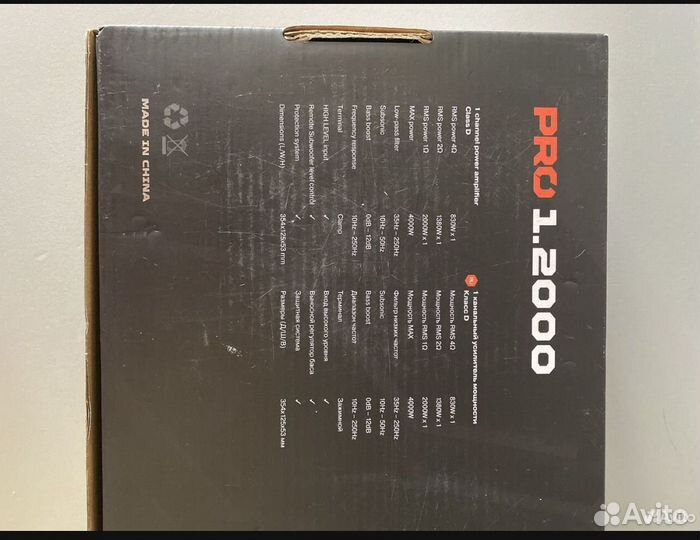 PRO 1.2000
1 channel power amplifier
Class D
RMS power 4Ω 830W x 1
RMS power 2Ω 1380W x 1
RMS power 1Ω 2000W x 1
MAX power 4000W
Low-pass filter 35Hz – 250Hz
Subsonic 10Hz – 50Hz
Bass boost 0dB – 12dB
Frequency response 10Hz – 250Hz
Terminal Clamp
HIGH LEVEL input ✓
Remote Subwoofer level control ✓
Protection system ✓
Dimensions (L/W/H) 354x125x53 mm
RU 1 канальный усилитель мощности
Класс D
Мощность RMS 4Ω 830W x 1
Мощность RMS 2Ω 1380W x 1
Мощность RMS 1Ω 2000W x 1
Мощность MAX 4000W
Фильтр низких частот 35Hz – 250Hz
Subsonic 10Hz – 50Hz
Bass boost 0dB – 12dB
Диапазон частот 10Hz – 250Hz
Терминал Зажимной
Вход высокого уровня ✓
Выносной регулятор баса ✓
Защитная система ✓
Размеры (Д/Ш/В) 354x125x53 мм
MADE IN CHINA
Avito